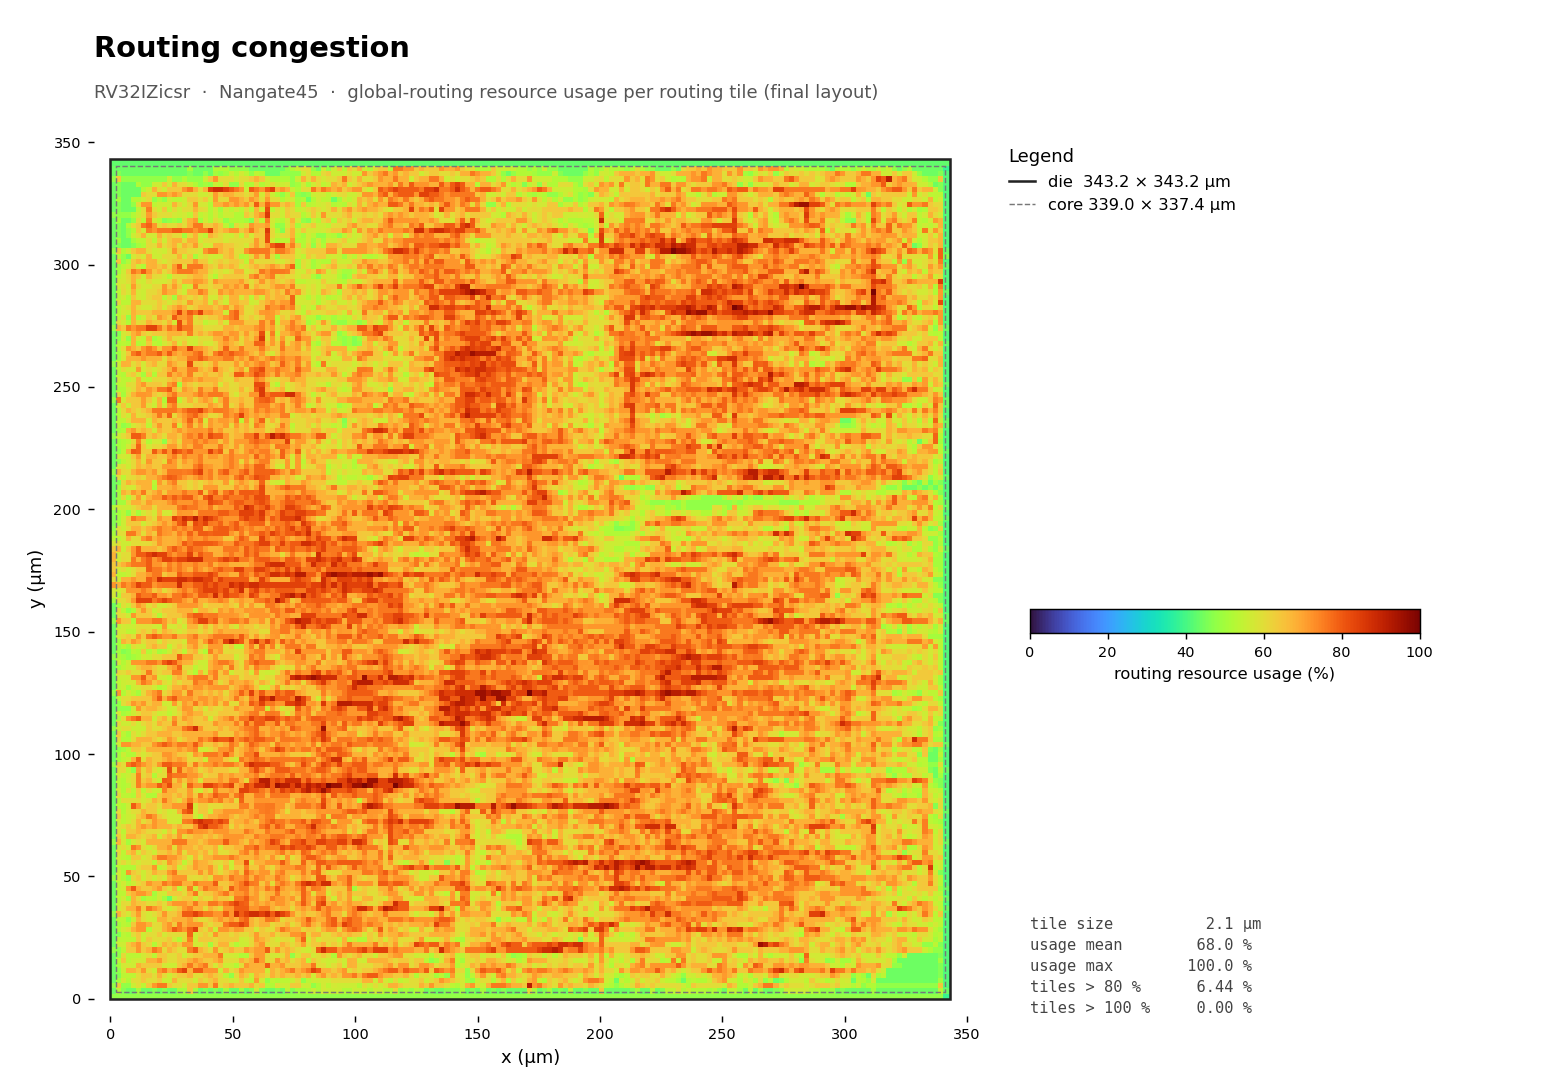 Routing congestion
RV32IZicsr · Nangate45 · global-routing resource usage per routing tile (final layout)
350
300
250
200
150
100
50
0
y (µm)
0 50 100 150 200 250 300 350
x (µm)
Legend
die 343.2 × 343.2 µm
core 339.0 × 337.4 µm
0 20 40 60 80 100
routing resource usage (%)
tile size 2.1 µm
usage mean 68.0 %
usage max 100.0 %
tiles > 80 % 6.44 %
tiles > 100 % 0.00 %